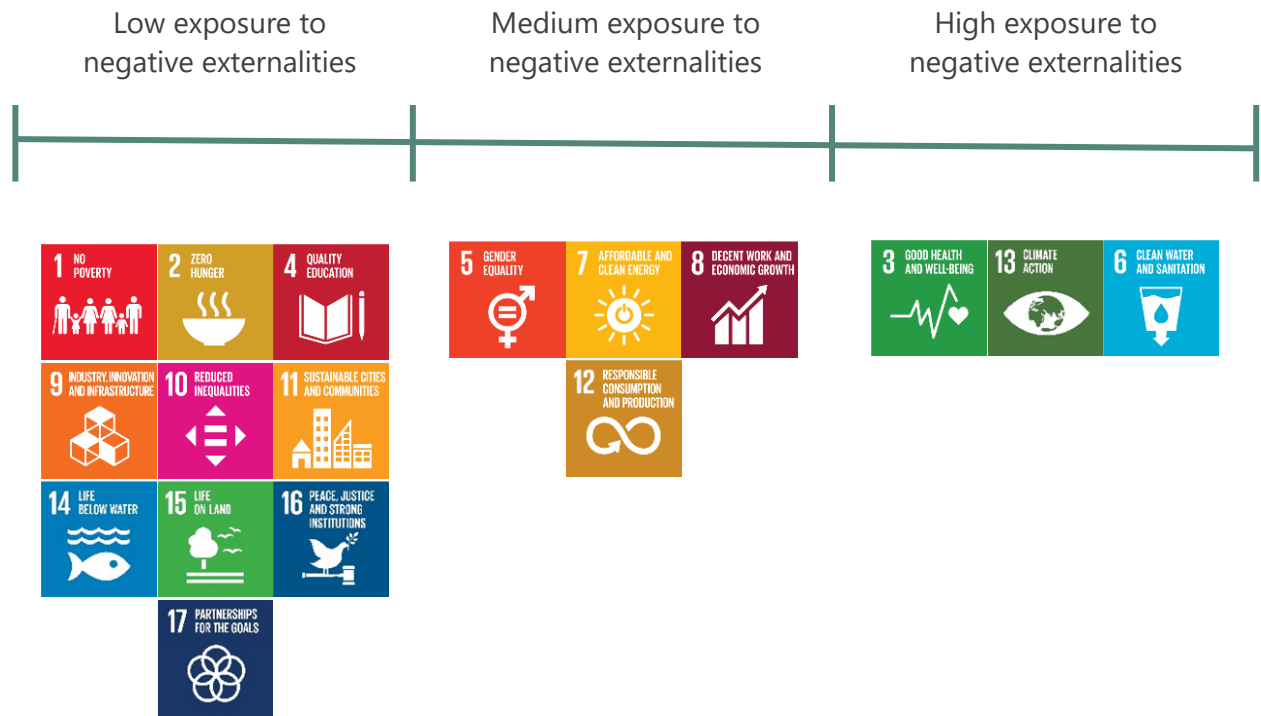 Low exposure to
negative externalities
Medium exposure to
negative externalities
High exposure to
negative externalities
1 NO
POVERTY
2 ZERO
HUNGER
4 QUALITY
EDUCATION
9 INDUSTRY, INNOVATION
AND INFRASTRUCTURE
10 REDUCED
INEQUALITIES
11 SUSTAINABLE CITIES
AND COMMUNITIES
14 LIFE
BELOW WATER
15 LIFE
ON LAND
16 PEACE, JUSTICE
AND STRONG
INSTITUTIONS
17 PARTNERSHIPS
FOR THE GOALS
5 GENDER
EQUALITY
7 AFFORDABLE AND
CLEAN ENERGY
8 DECENT WORK AND
ECONOMIC GROWTH
12 RESPONSIBLE
CONSUMPTION
AND PRODUCTION
3 GOOD HEALTH
AND WELL-BEING
13 CLIMATE
ACTION
6 CLEAN WATER
AND SANITATION